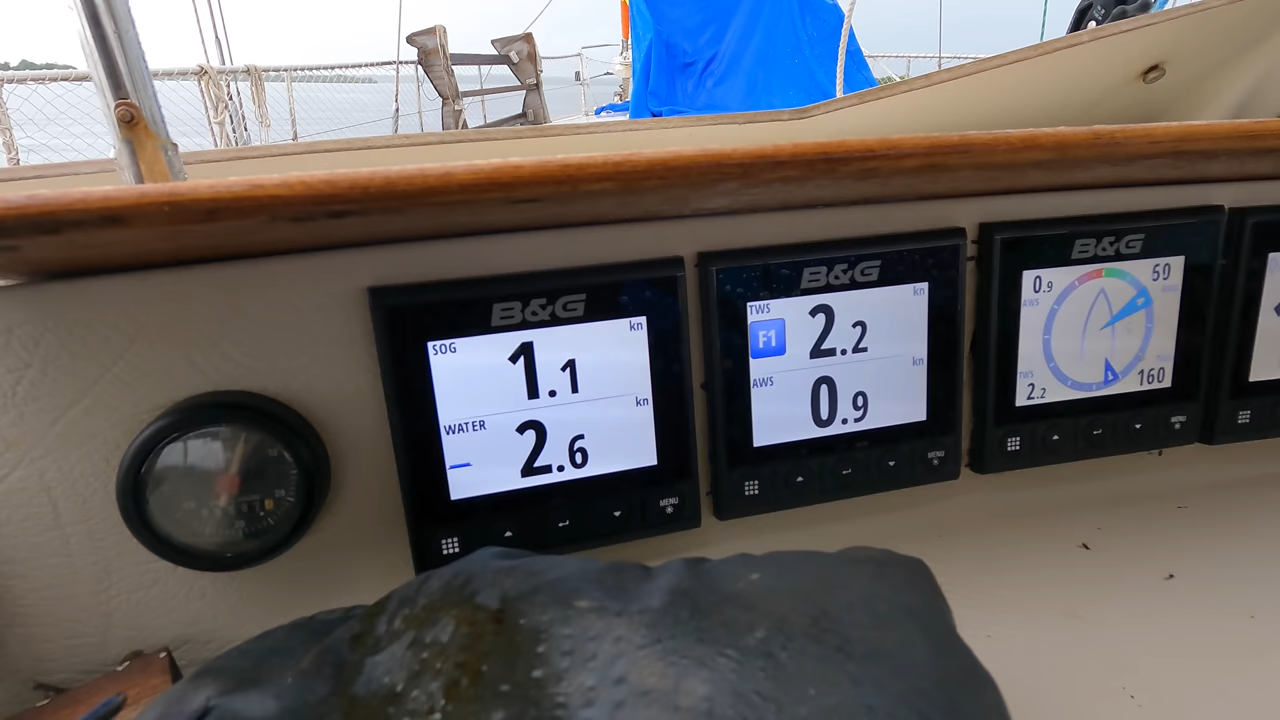 B&G
SOG
kn
1.1
WATER
kn
2.6
MENU
B&G
TWS
kn
F1
2.2
AWS
kn
0.9
MENU
B&G
0.9
AWS
50
TWS
2.2
160
MENU